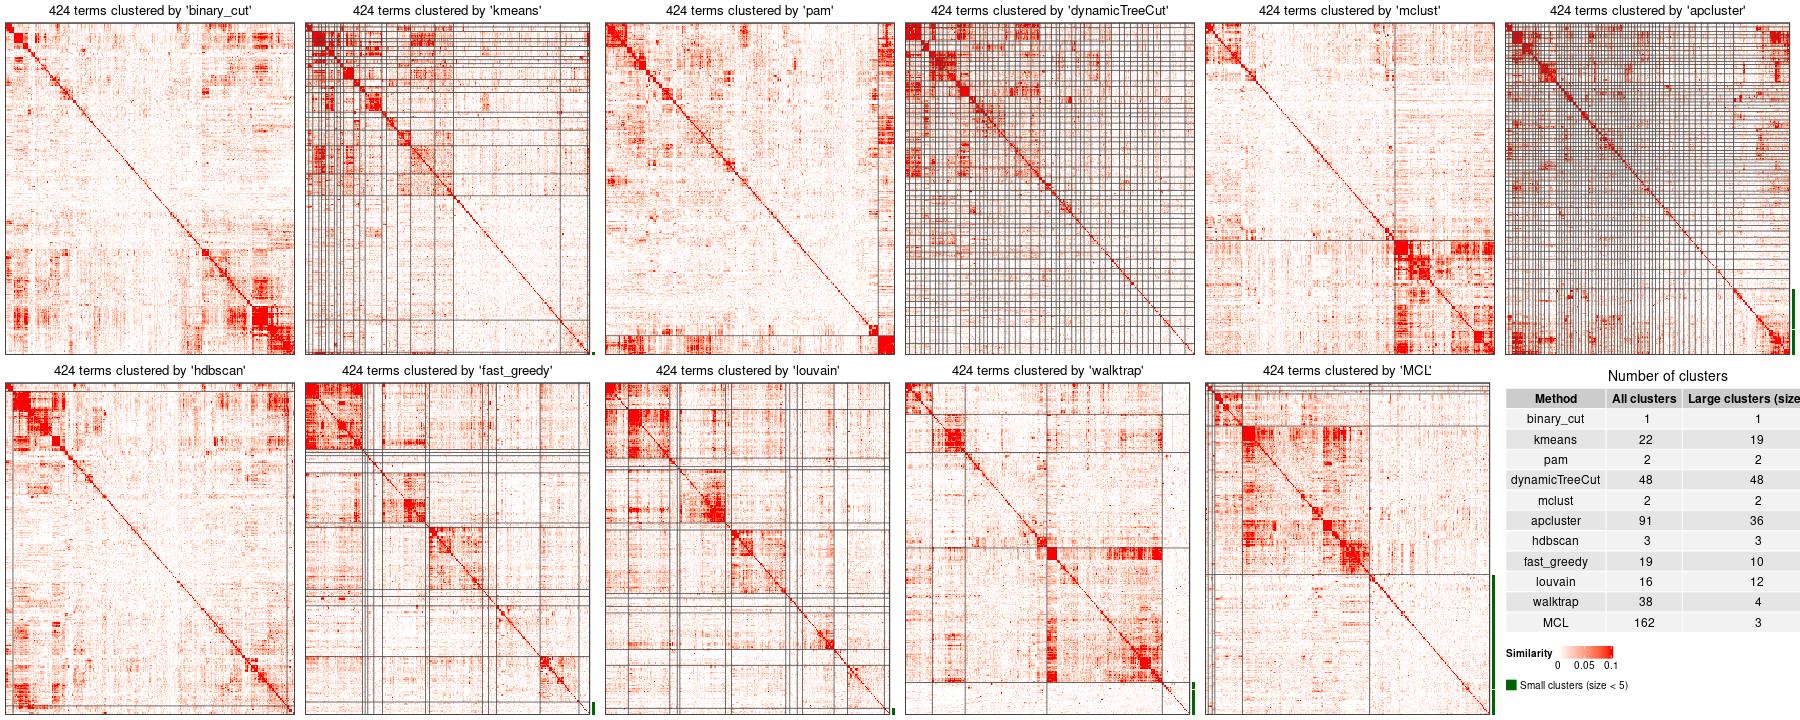 424 terms clustered by 'binary_cut'
424 terms clustered by 'kmeans'
424 terms clustered by 'pam'
424 terms clustered by 'dynamicTreeCut'
424 terms clustered by 'mclust'
424 terms clustered by 'apcluster'
424 terms clustered by 'hdbscan'
424 terms clustered by 'fast_greedy'
424 terms clustered by 'louvain'
424 terms clustered by 'walktrap'
424 terms clustered by 'MCL'
Number of clusters
Method All clusters Large clusters (size
binary_cut 1 1
kmeans 22 19
pam 2 2
dynamicTreeCut 48 48
mclust 2 2
apcluster 91 36
hdbscan 3 3
fast_greedy 19 10
louvain 16 12
walktrap 38 4
MCL 162 3
Similarity
0 0.05 0.1
Small clusters (size < 5)